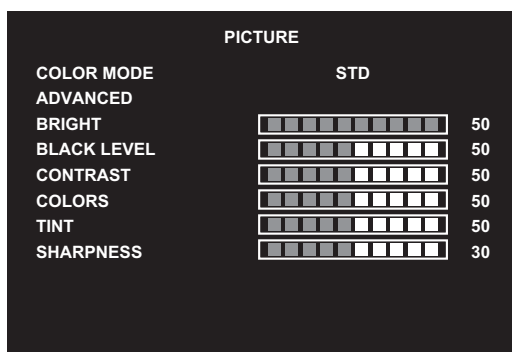 PICTURE
COLOR MODE STD
ADVANCED
BRIGHT 50
BLACK LEVEL 50
CONTRAST 50
COLORS 50
TINT 50
SHARPNESS 30